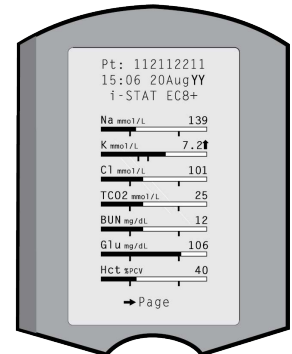 Pt: 112112211
15:06 20AugYY
i-STAT EC8+
Na mmol/L 139
K mmol/L 7.2⬆
Cl mmol/L 101
TCO2 mmol/L 25
BUN mg/dL 12
Glu mg/dL 106
Hct %PCV 40
➡Page